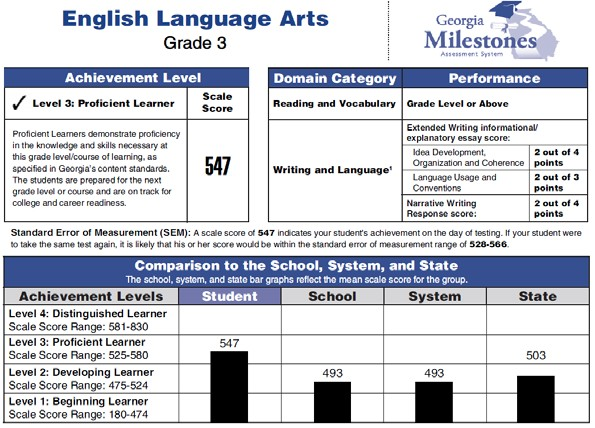 English Language Arts
Grade 3
Georgia
Milestones
Assessment System
Achievement Level
✓ Level 3: Proficient Learner
Scale
Score
Proficient Learners demonstrate proficiency
in the knowledge and skills necessary at
this grade level/course of learning, as
specified in Georgia's content standards.
The students are prepared for the next
grade level or course and are on track for
college and career readiness.
547
Domain Category Performance
Reading and Vocabulary Grade Level or Above
Writing and Language¹
Extended Writing informational/
explanatory essay score:
Idea Development,
Organization and Coherence
2 out of 4
points
Language Usage and
Conventions
2 out of 3
points
Narrative Writing
Response score:
2 out of 4
points
Standard Error of Measurement (SEM): A scale score of 547 indicates your student's achievement on the day of testing. If your student were
to take the same test again, it is likely that his or her score would be within the standard error of measurement range of 528-566.
Comparison to the School, System, and State
The school, system, and state bar graphs reflect the mean scale score for the group.
Achievement Levels Student School System State
Level 4: Distinguished Learner
Scale Score Range: 581-830
Level 3: Proficient Learner
Scale Score Range: 525-580
547
503
Level 2: Developing Learner
Scale Score Range: 475-524
493 493
Level 1: Beginning Learner
Scale Score Range: 180-474